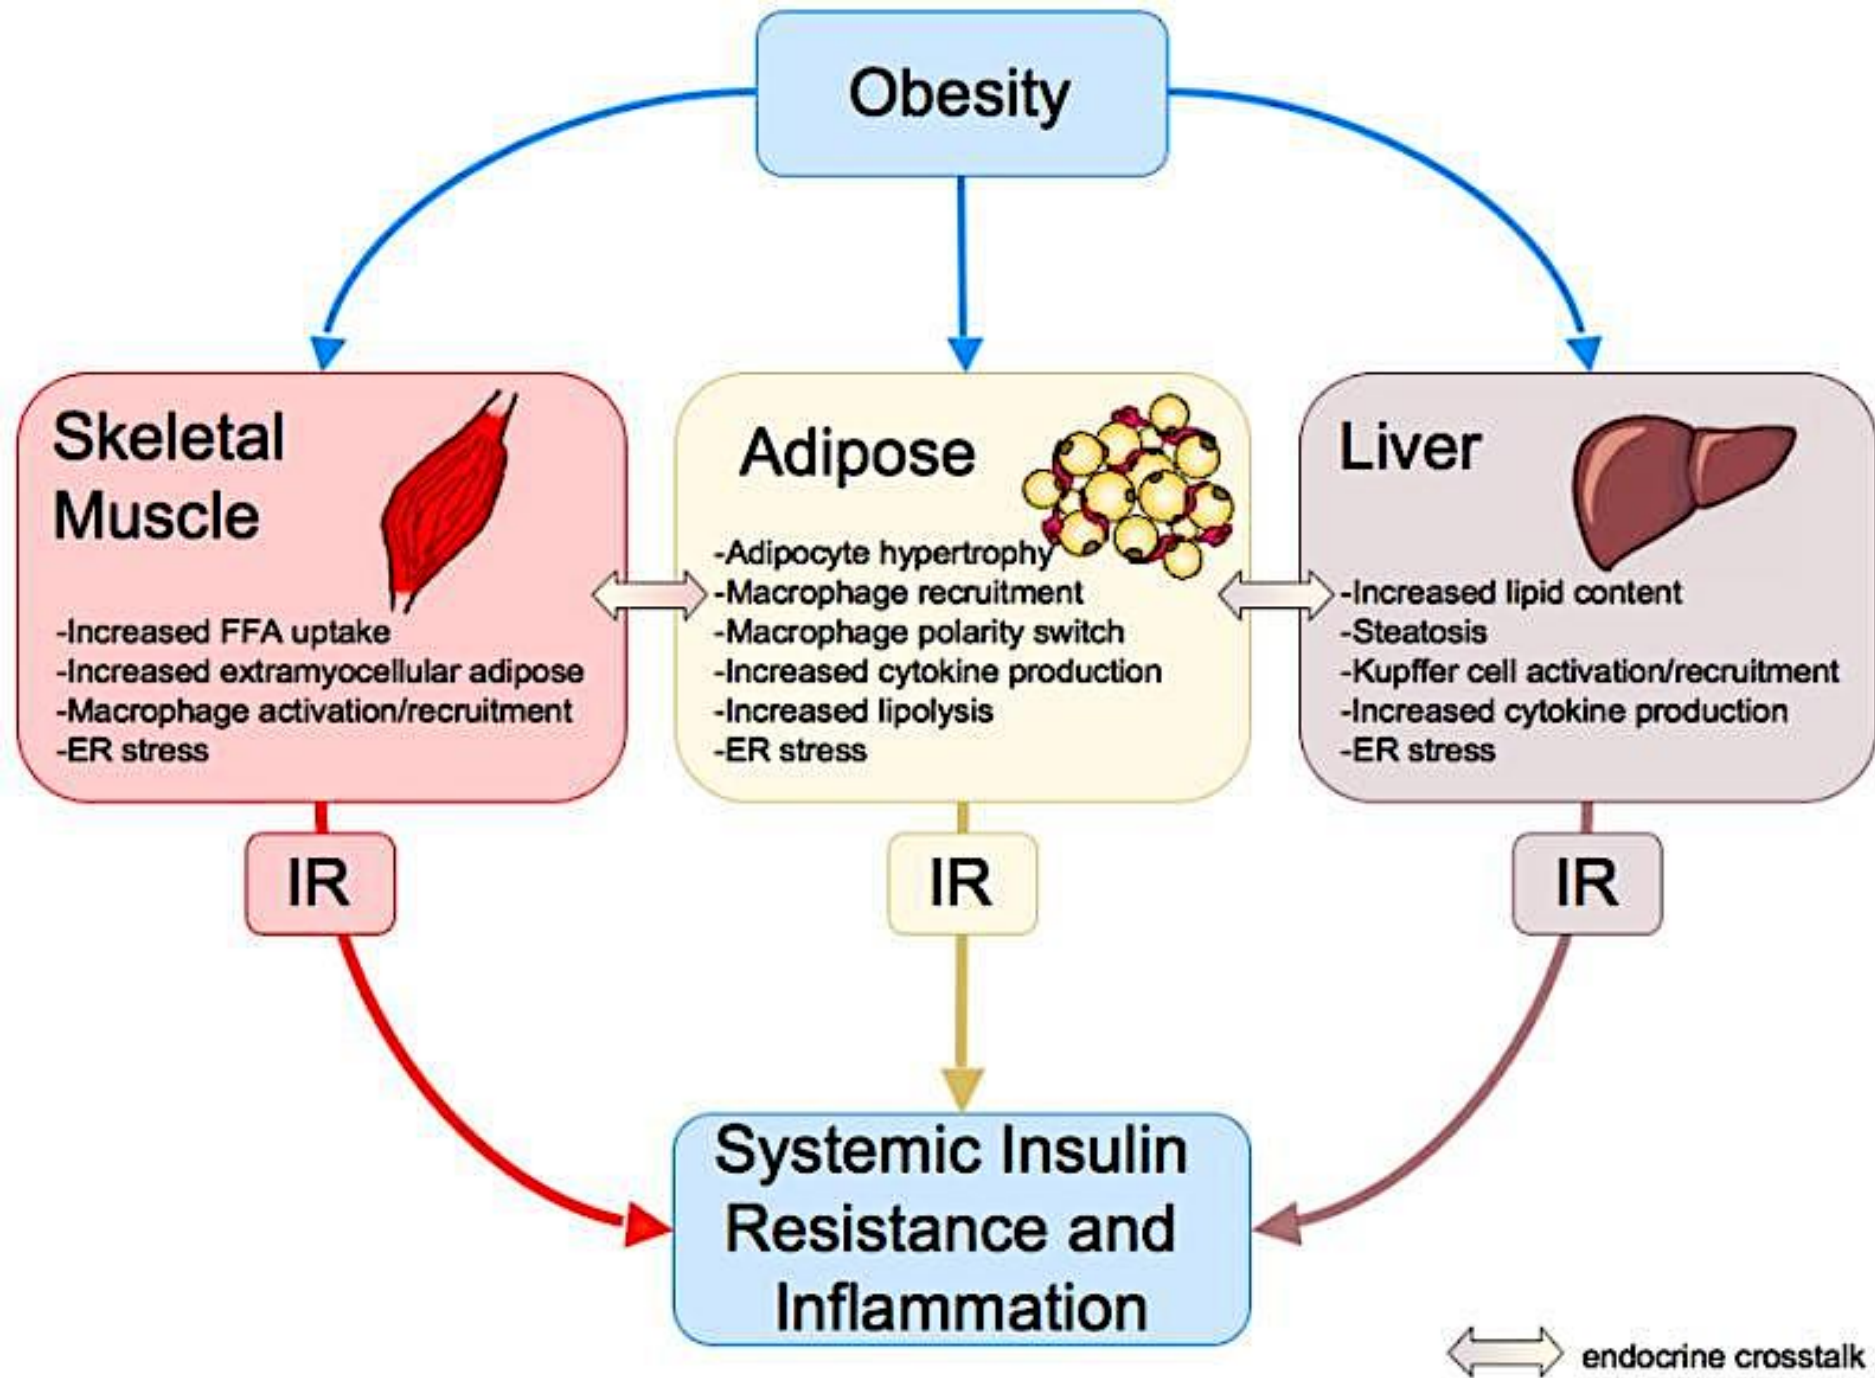 Obesity
Skeletal
Muscle
-Increased FFA uptake
-Increased extramyocellular adipose
-Macrophage activation/recruitment
-ER stress
Adipose
-Adipocyte hypertrophy
-Macrophage recruitment
-Macrophage polarity switch
-Increased cytokine production
-Increased lipolysis
-ER stress
Liver
-Increased lipid content
-Steatosis
-Kupffer cell activation/recruitment
-Increased cytokine production
-ER stress
IR
IR
IR
Systemic Insulin
Resistance and
Inflammation
endocrine crosstalk